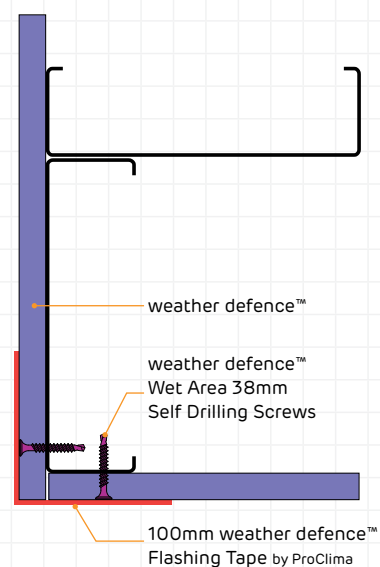 weather defence™
weather defence™
Wet Area 38mm
Self Drilling Screws
100mm weather defence™
Flashing Tape by ProClima